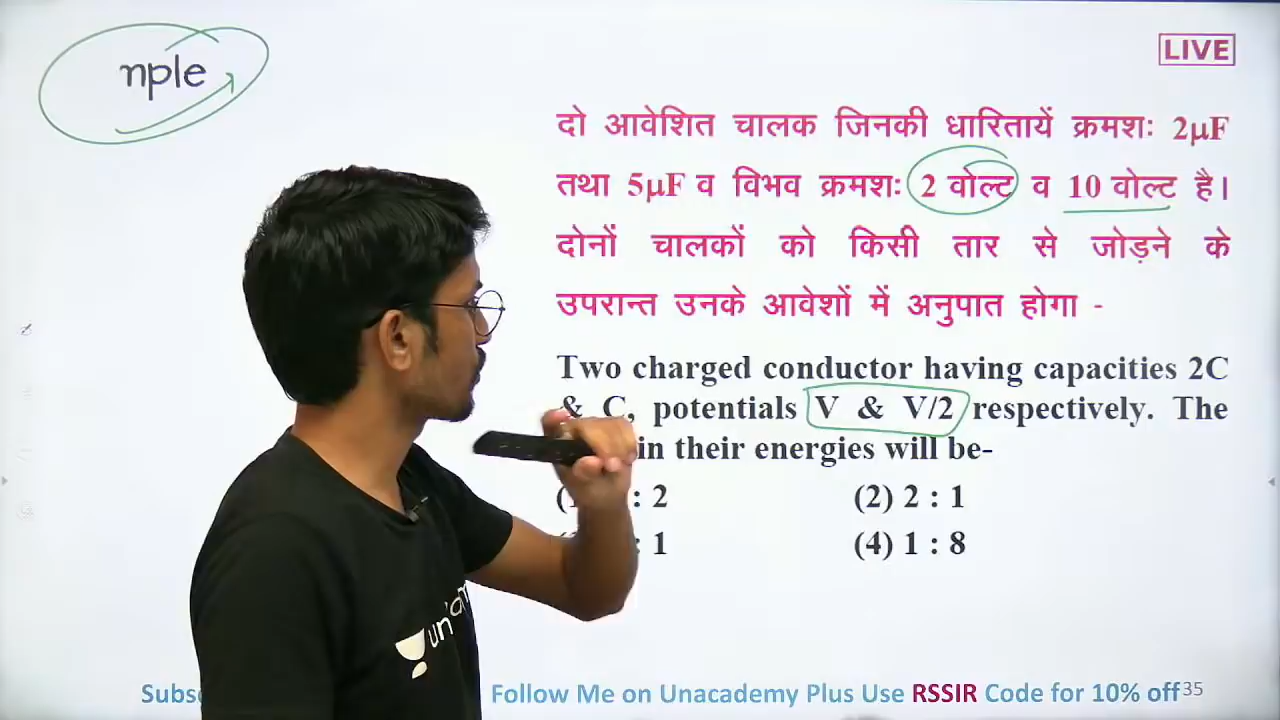 nple
LIVE
दो आवेशित चालक जिनकी धारितायें क्रमशः 2μF
तथा 5μF व विभव क्रमशः 2 वोल्ट व 10 वोल्ट है।
दोनों चालकों को किसी तार से जोड़ने के
उपरान्त उनके आवेशों में अनुपात होगा -
Two charged conductor having capacities 2C
& C, potentials V & V/2 respectively. The
in their energies will be-
: 2 (2) 2 : 1
: 1 (4) 1 : 8
Follow Me on Unacademy Plus Use RSSIR Code for 10% off 35